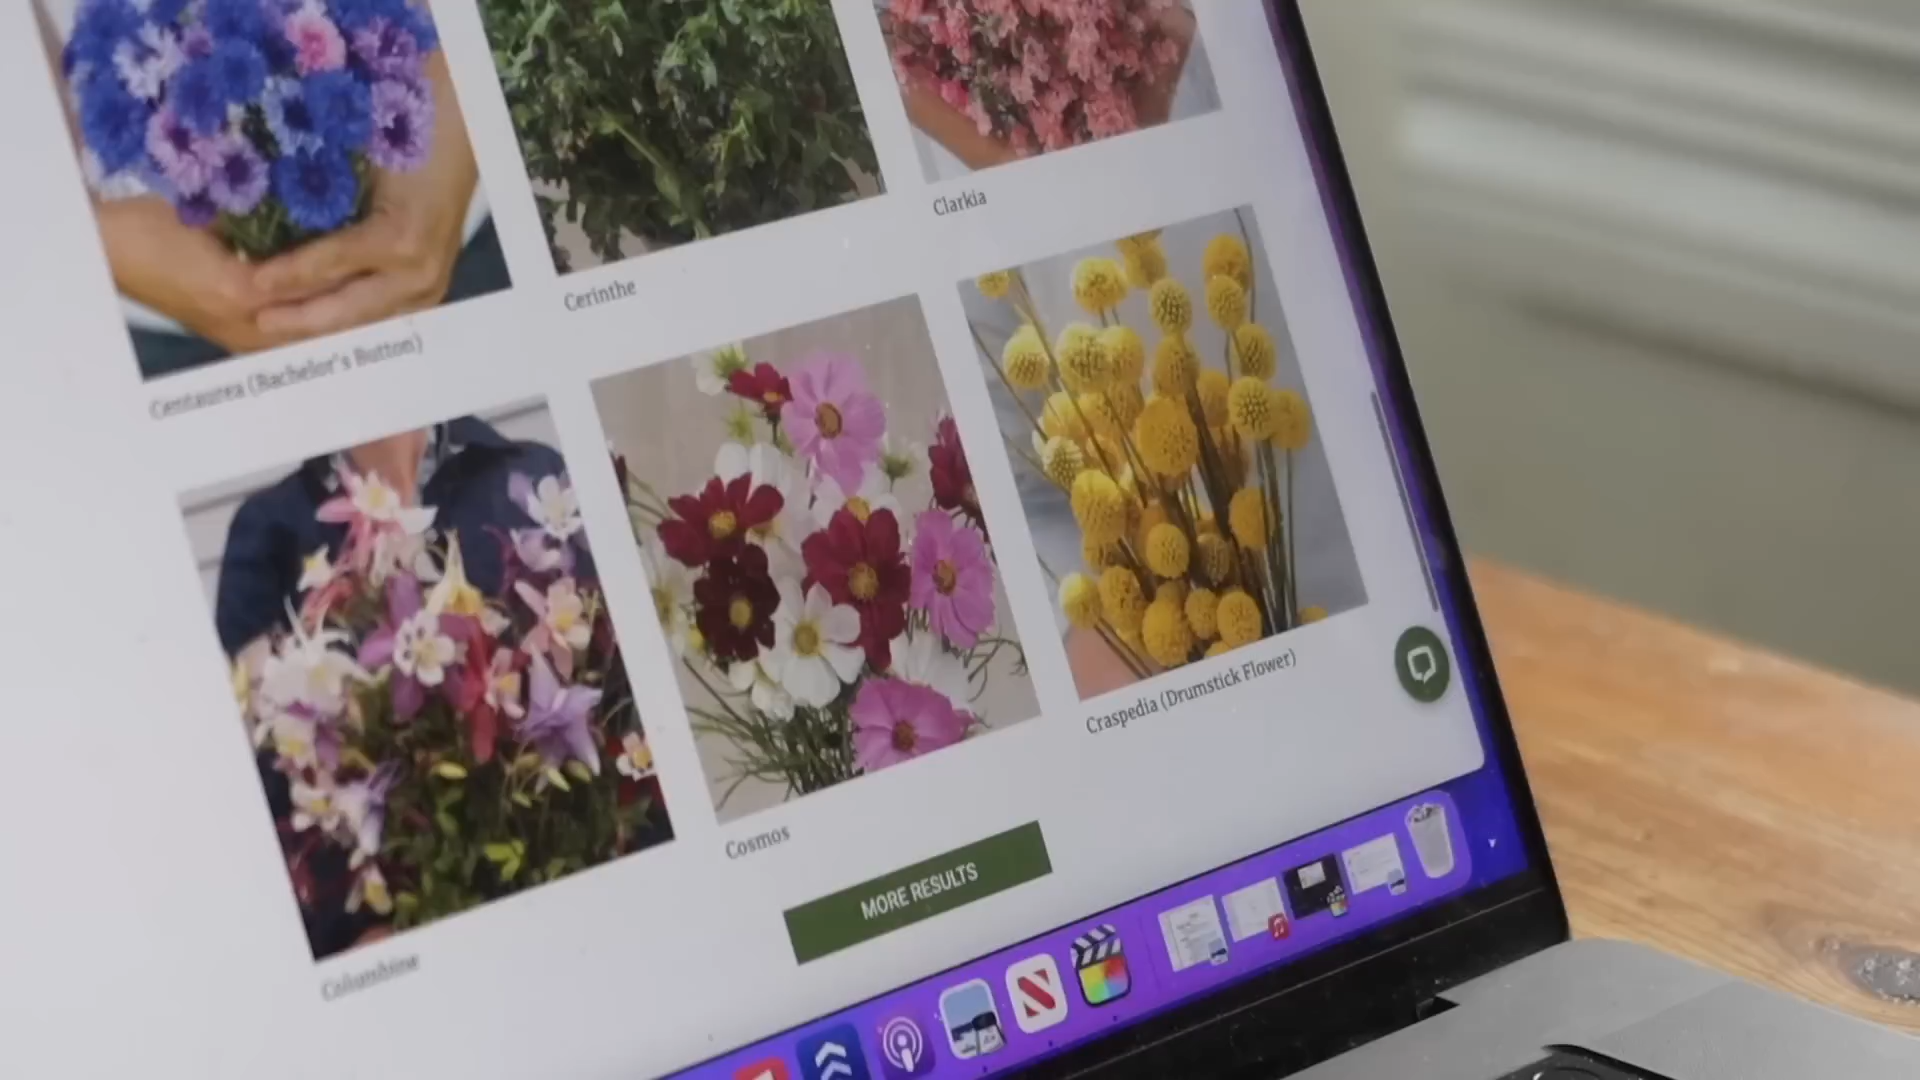 Clarkia
Cerinthe
Centaurea (Bachelor's Button)
Craspedia (Drumstick Flower)
Cosmos
Columbine
MORE RESULTS